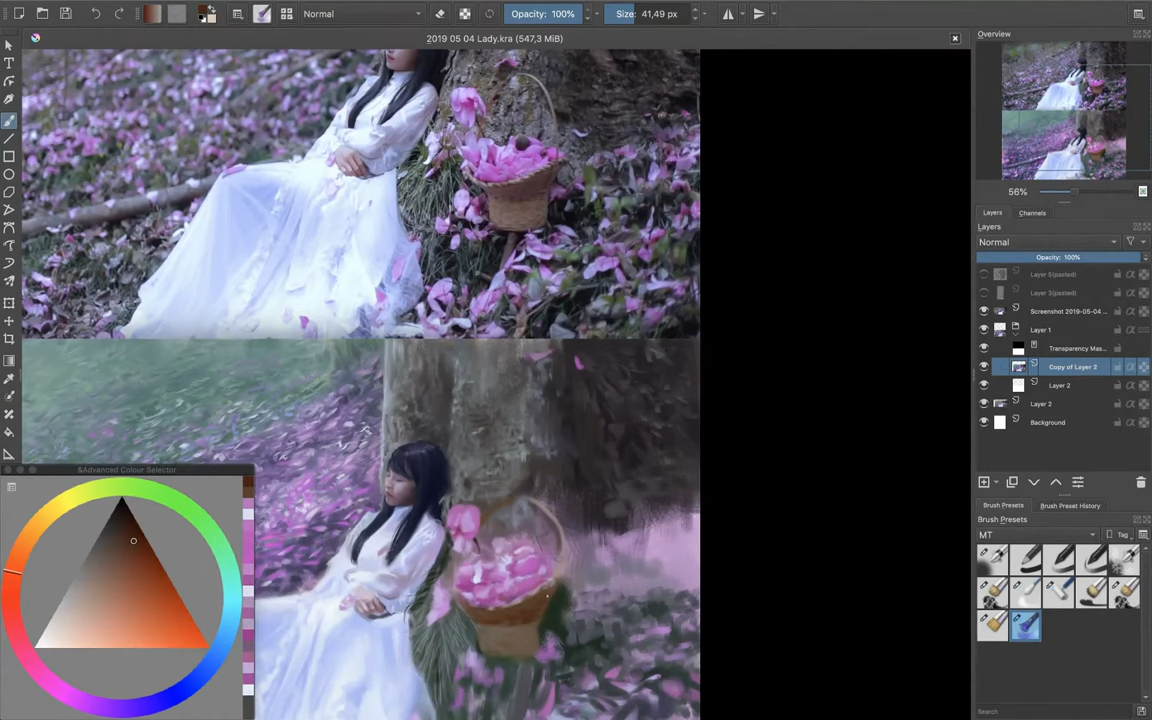 Normal
Opacity: 100%
Size: 41,49 px
2019 05 04 Lady.kra (547,3 MiB)
Overview
56%
Layers
Channels
Layers
Normal
Opacity: 100%
Layer 5(pasted)
Layer 3(pasted)
Screenshot 2019-05-04 ...
Layer 1
Transparency Mas...
Copy of Layer 2
Layer 2
Layer 2
Background
&Advanced Colour Selector
Brush Presets
Brush Preset History
Brush Presets
MT
Tag
Search